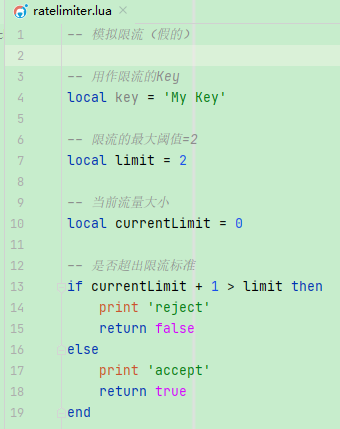 ratelimiter.lua
1 -- 模拟限流（假的）
2
3 -- 用作限流的Key
4 local key = 'My Key'
5
6 -- 限流的最大阈值=2
7 local limit = 2
8
9 -- 当前流量大小
10 local currentLimit = 0
11
12 -- 是否超出限流标准
13 if currentLimit + 1 > limit then
14 print 'reject'
15 return false
16 else
17 print 'accept'
18 return true
19 end